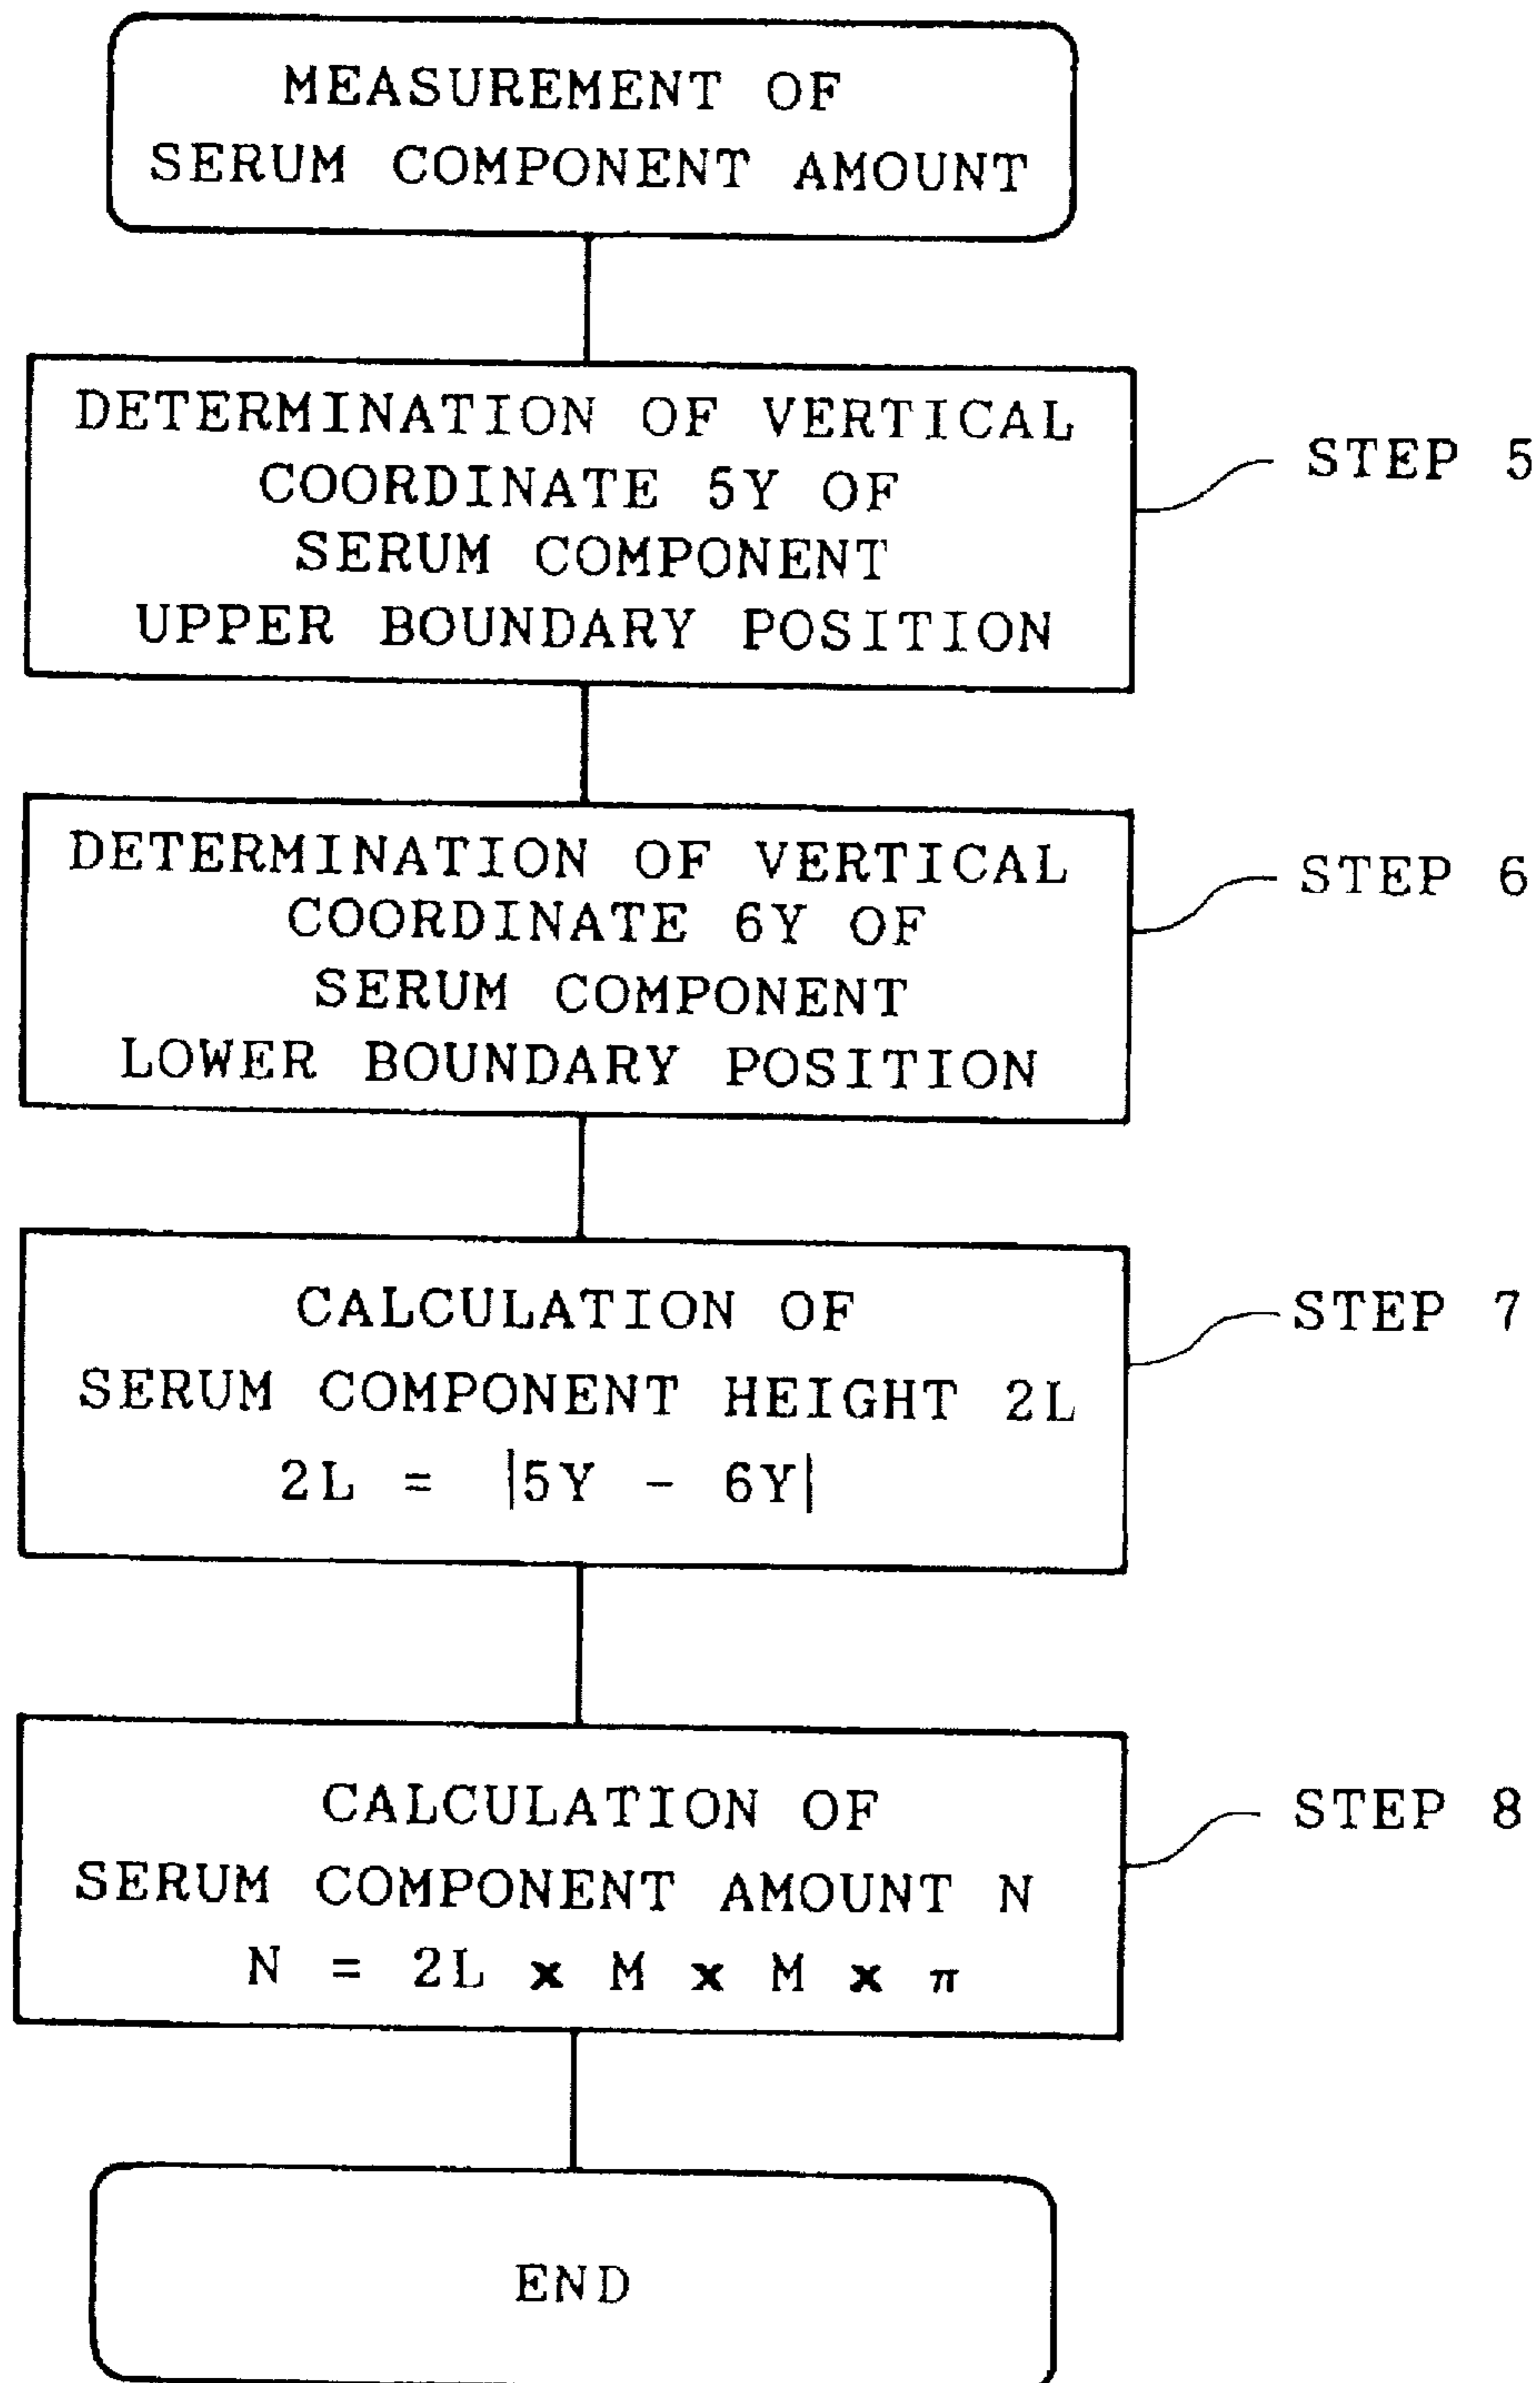 MEASUREMENT OF
SERUM COMPONENT AMOUNT
DETERMINATION OF VERTICAL
COORDINATE 5Y OF
SERUM COMPONENT
UPPER BOUNDARY POSITION
STEP 5
DETERMINATION OF VERTICAL
COORDINATE 6Y OF
SERUM COMPONENT
LOWER BOUNDARY POSITION
STEP 6
CALCULATION OF
SERUM COMPONENT HEIGHT 2L
2L = |5Y - 6Y|
STEP 7
CALCULATION OF
SERUM COMPONENT AMOUNT N
N = 2L x M x M x π
STEP 8
END